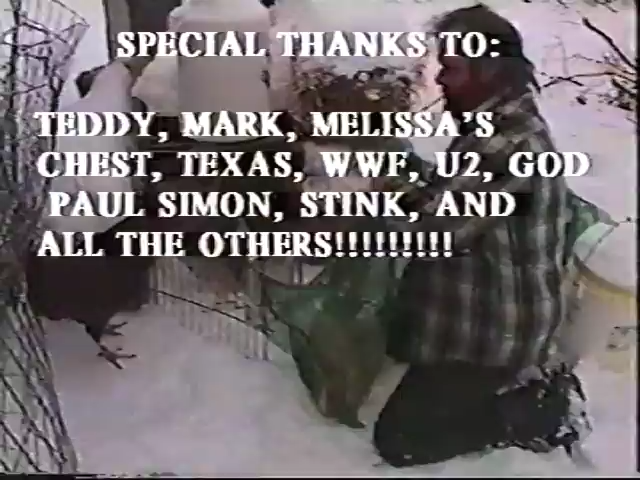 SPECIAL THANKS TO:
TEDDY, MARK, MELISSA'S
CHEST, TEXAS, WWF, U2, GOD
PAUL SIMON, STINK, AND
ALL THE OTHERS!!!!!!!!!!